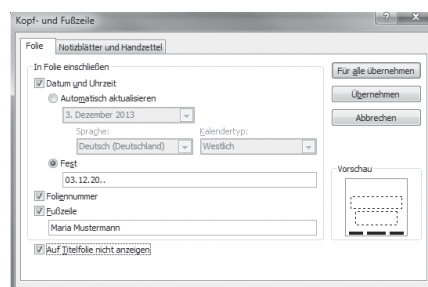 Kopf- und Fußzeile
? X
Folie
Notizblätter und Handzettel
In Folie einschließen
Datum und Uhrzeit
Automatisch aktualisieren
3. Dezember 2013
Sprache: Kalendertyp:
Deutsch (Deutschland) Westlich
Fest
03.12.20..
Foliennummer
Fußzeile
Maria Mustermann
Auf Titelfolie nicht anzeigen
Für alle übernehmen
Übernehmen
Abbrechen
Vorschau